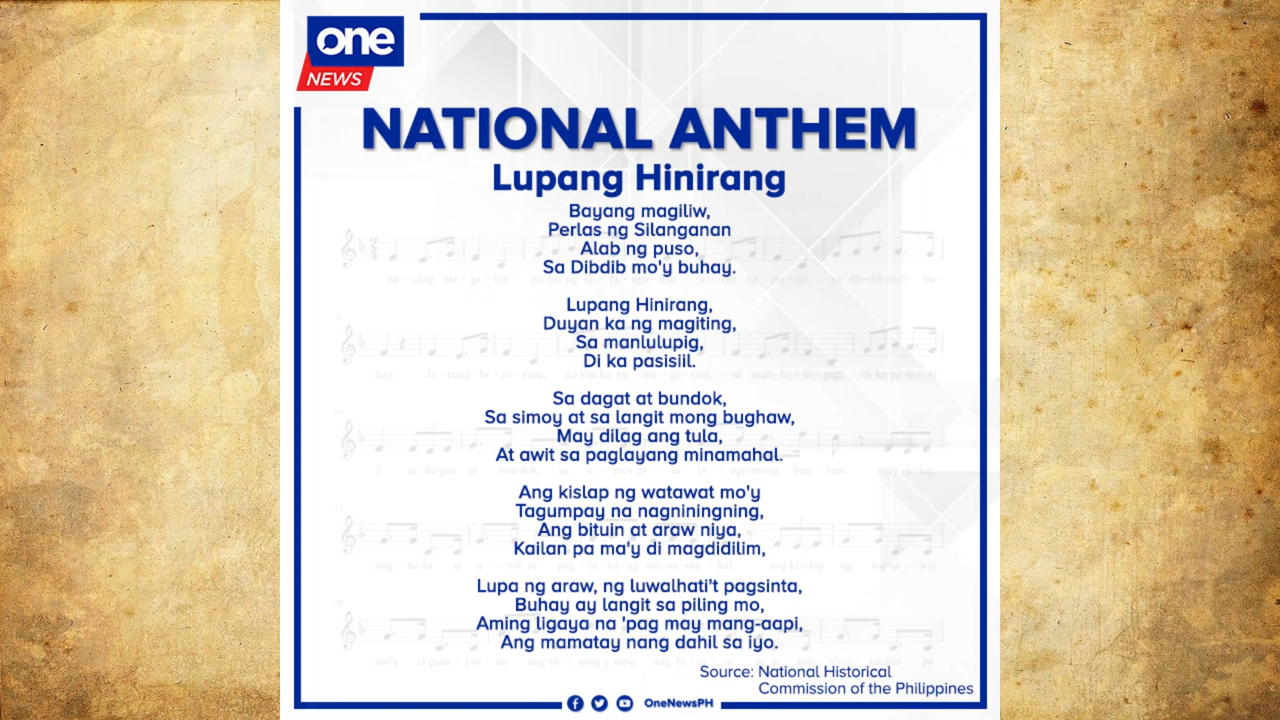 one
NEWS
NATIONAL ANTHEM
Lupang Hinirang
Bayang magiliw,
Perlas ng Silanganan
Alab ng puso,
Sa Dibdib mo'y buhay.
Lupang Hinirang,
Duyan ka ng magiting,
Sa manlulupig,
Di ka pasisiil.
Sa dagat at bundok,
Sa simoy at sa langit mong bughaw,
May dilag ang tula,
At awit sa paglayang minamahal.
Ang kislap ng watawat mo'y
Tagumpay na nagniningning,
Ang bituin at araw niya,
Kailan pa ma'y di magdidilim,
Lupa ng araw, ng luwalhati't pagsinta,
Buhay ay langit sa piling mo,
Aming ligaya na 'pag may mang-aapi,
Ang mamatay nang dahil sa iyo.
Source: National Historical
Commission of the Philippines
OneNewsPH